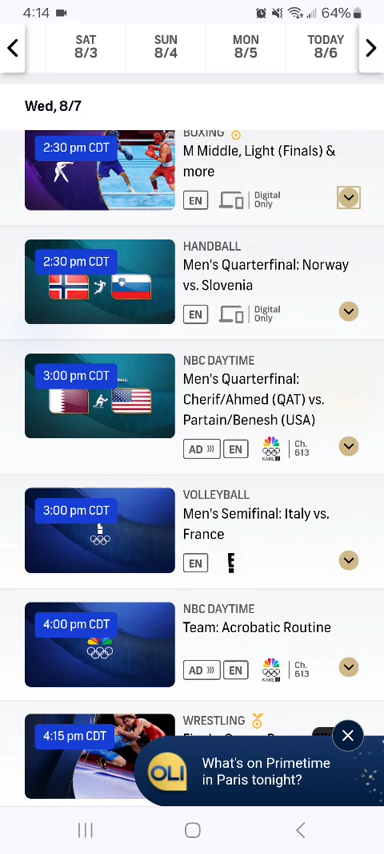 4:14
64%
SAT
8/3
SUN
8/4
MON
8/5
TODAY
8/6
Wed, 8/7
2:30 pm CDT
BOXING
M Middle, Light (Finals) &
more
EN
Digital
Only
2:30 pm CDT
HANDBALL
Men's Quarterfinal: Norway
vs. Slovenia
EN
Digital
Only
3:00 pm CDT
NBC DAYTIME
Men's Quarterfinal:
Cherif/Ahmed (QAT) vs.
Partain/Benesh (USA)
AD
EN
Ch.
613
3:00 pm CDT
VOLLEYBALL
Men's Semifinal: Italy vs.
France
EN
E!
4:00 pm CDT
NBC DAYTIME
Team: Acrobatic Routine
AD
EN
Ch.
613
4:15 pm CDT
WRESTLING
OLI
What's on Primetime
in Paris tonight?